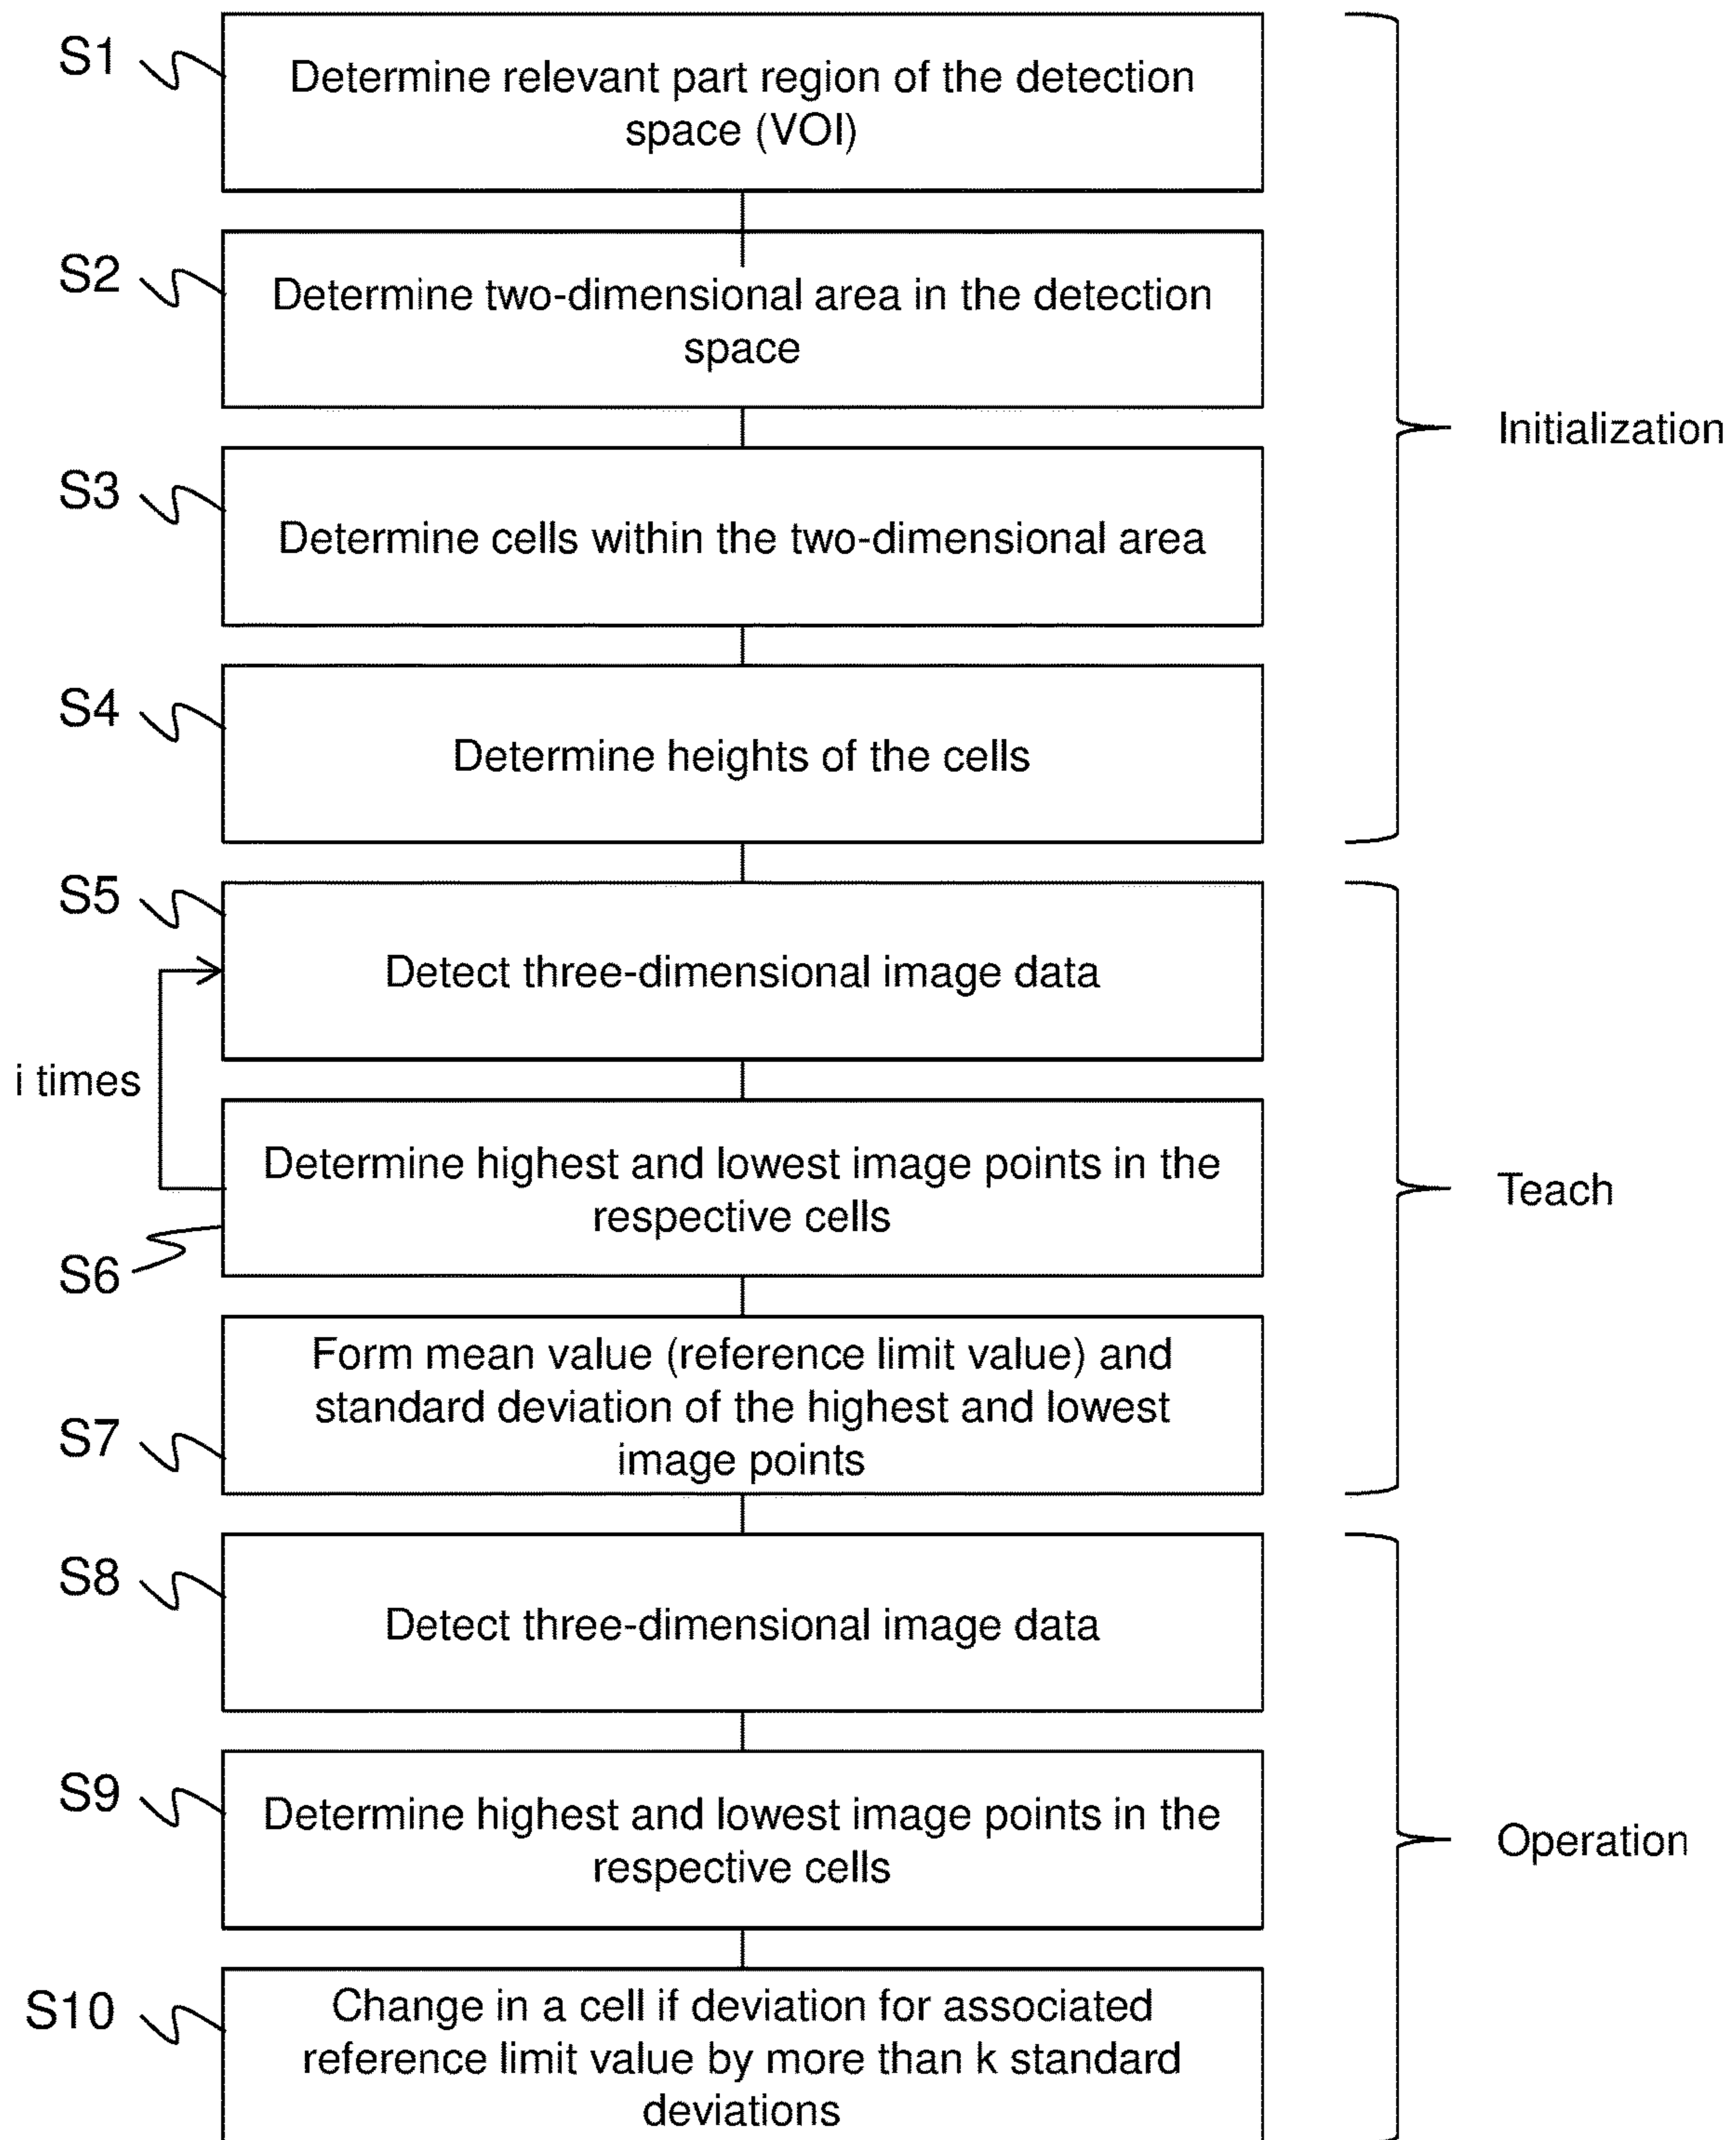 S1
Determine relevant part region of the detection
space (VOI)
S2
Determine two-dimensional area in the detection
space
S3
Determine cells within the two-dimensional area
Initialization
S4
Determine heights of the cells
S5
Detect three-dimensional image data
i times
S6
Determine highest and lowest image points in the
respective cells
Teach
S7
Form mean value (reference limit value) and
standard deviation of the highest and lowest
image points
S8
Detect three-dimensional image data
S9
Determine highest and lowest image points in the
respective cells
Operation
S10
Change in a cell if deviation for associated
reference limit value by more than k standard
deviations